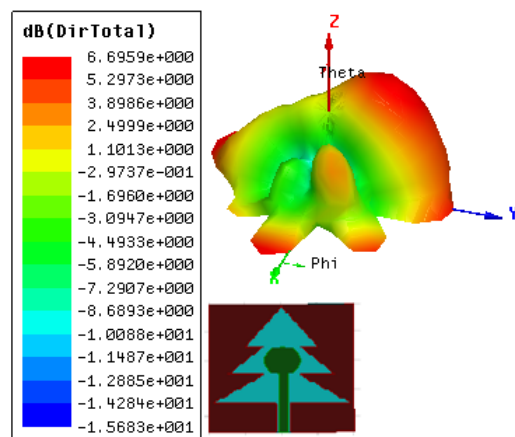 dB(DirTotal)
6.6959e+000
5.2973e+000
3.8986e+000
2.4999e+000
1.1013e+000
-2.9737e-001
-1.6960e+000
-3.0947e+000
-4.4933e+000
-5.8920e+000
-7.2907e+000
-8.6893e+000
-1.0088e+001
-1.1487e+001
-1.2885e+001
-1.4284e+001
-1.5683e+001
Z
Theta
Y
Phi
X